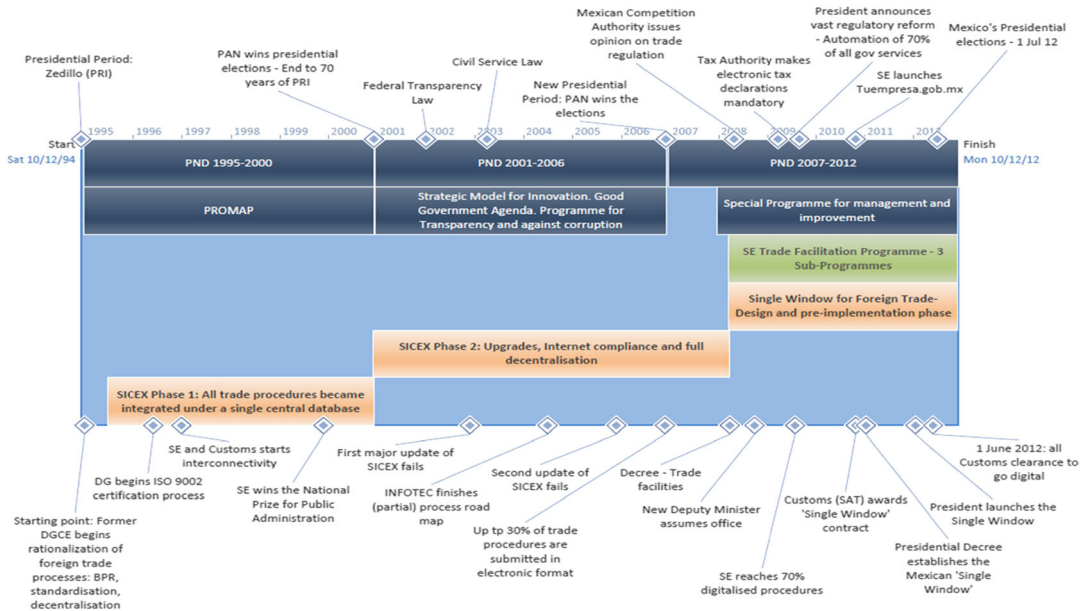 Presidential Period:
Zedillo (PRI)
PAN wins presidential
elections - End to 70
years of PRI
Federal Transparency
Law
Civil Service Law
New Presidential
Period: PAN wins the
elections
Mexican Competition
Authority issues
opinion on trade
regulation
Tax Authority makes
electronic tax
declarations
mandatory
President announces
vast regulatory reform
- Automation of 70%
of all gov services
SE launches
Tuempresa.gob.mx
Mexico's Presidential
elections - 1 Jul 12
1995 1996 1997 1998 1999 2000 2001 2002 2003 2004 2005 2006 2007 2008 2009 2010 2011
Start
Sat 10/12/94
Finish
Mon 10/12/12
PND 1995-2000
PND 2001-2006
PND 2007-2012
PROMAP
Strategic Model for Innovation. Good
Government Agenda. Programme for
Transparency and against corruption
Special Programme for management and
improvement
SE Trade Facilitation Programme - 3
Sub-Programmes
Single Window for Foreign Trade-
Design and pre-implementation phase
SICEX Phase 2: Upgrades, Internet compliance and full
decentralisation
SICEX Phase 1: All trade procedures became
integrated under a single central database
Starting point: Former
DGCE begins
rationalization of
foreign trade
processes: BPR,
standardisation,
decentralisation
DG begins ISO 9002
certification process
SE and Customs starts
interconnectivity
SE wins the National
Prize for Public
Administration
First major update of
SICEX fails
INFOTEC finishes
(partial) process road
map
Second update of
SICEX fails
Up tp 30% of trade
procedures are
submitted in
electronic format
Decree - Trade
facilities
New Deputy Minister
assumes office
SE reaches 70%
digitalised procedures
Customs (SAT) awards
'Single Window'
contract
Presidential Decree
establishes the
Mexican 'Single
Window'
President launches the
Single Window
1 June 2012: all
Customs clearance to
go digital